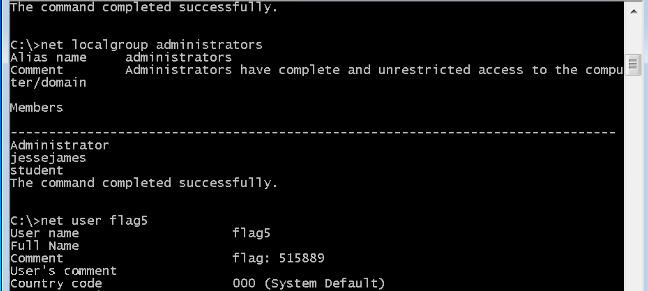 The command completed successfully.
C:\>net localgroup administrators
Alias name     administrators
Comment        Administrators have complete and unrestricted access to the compu
ter/domain
Members
-------------------------------------------------------------------------------
Administrator
jessejames
student
The command completed successfully.
C:\>net user flag5
User name                    flag5
Full Name
Comment                      flag: 515889
User's comment
Country code                 000 (System Default)